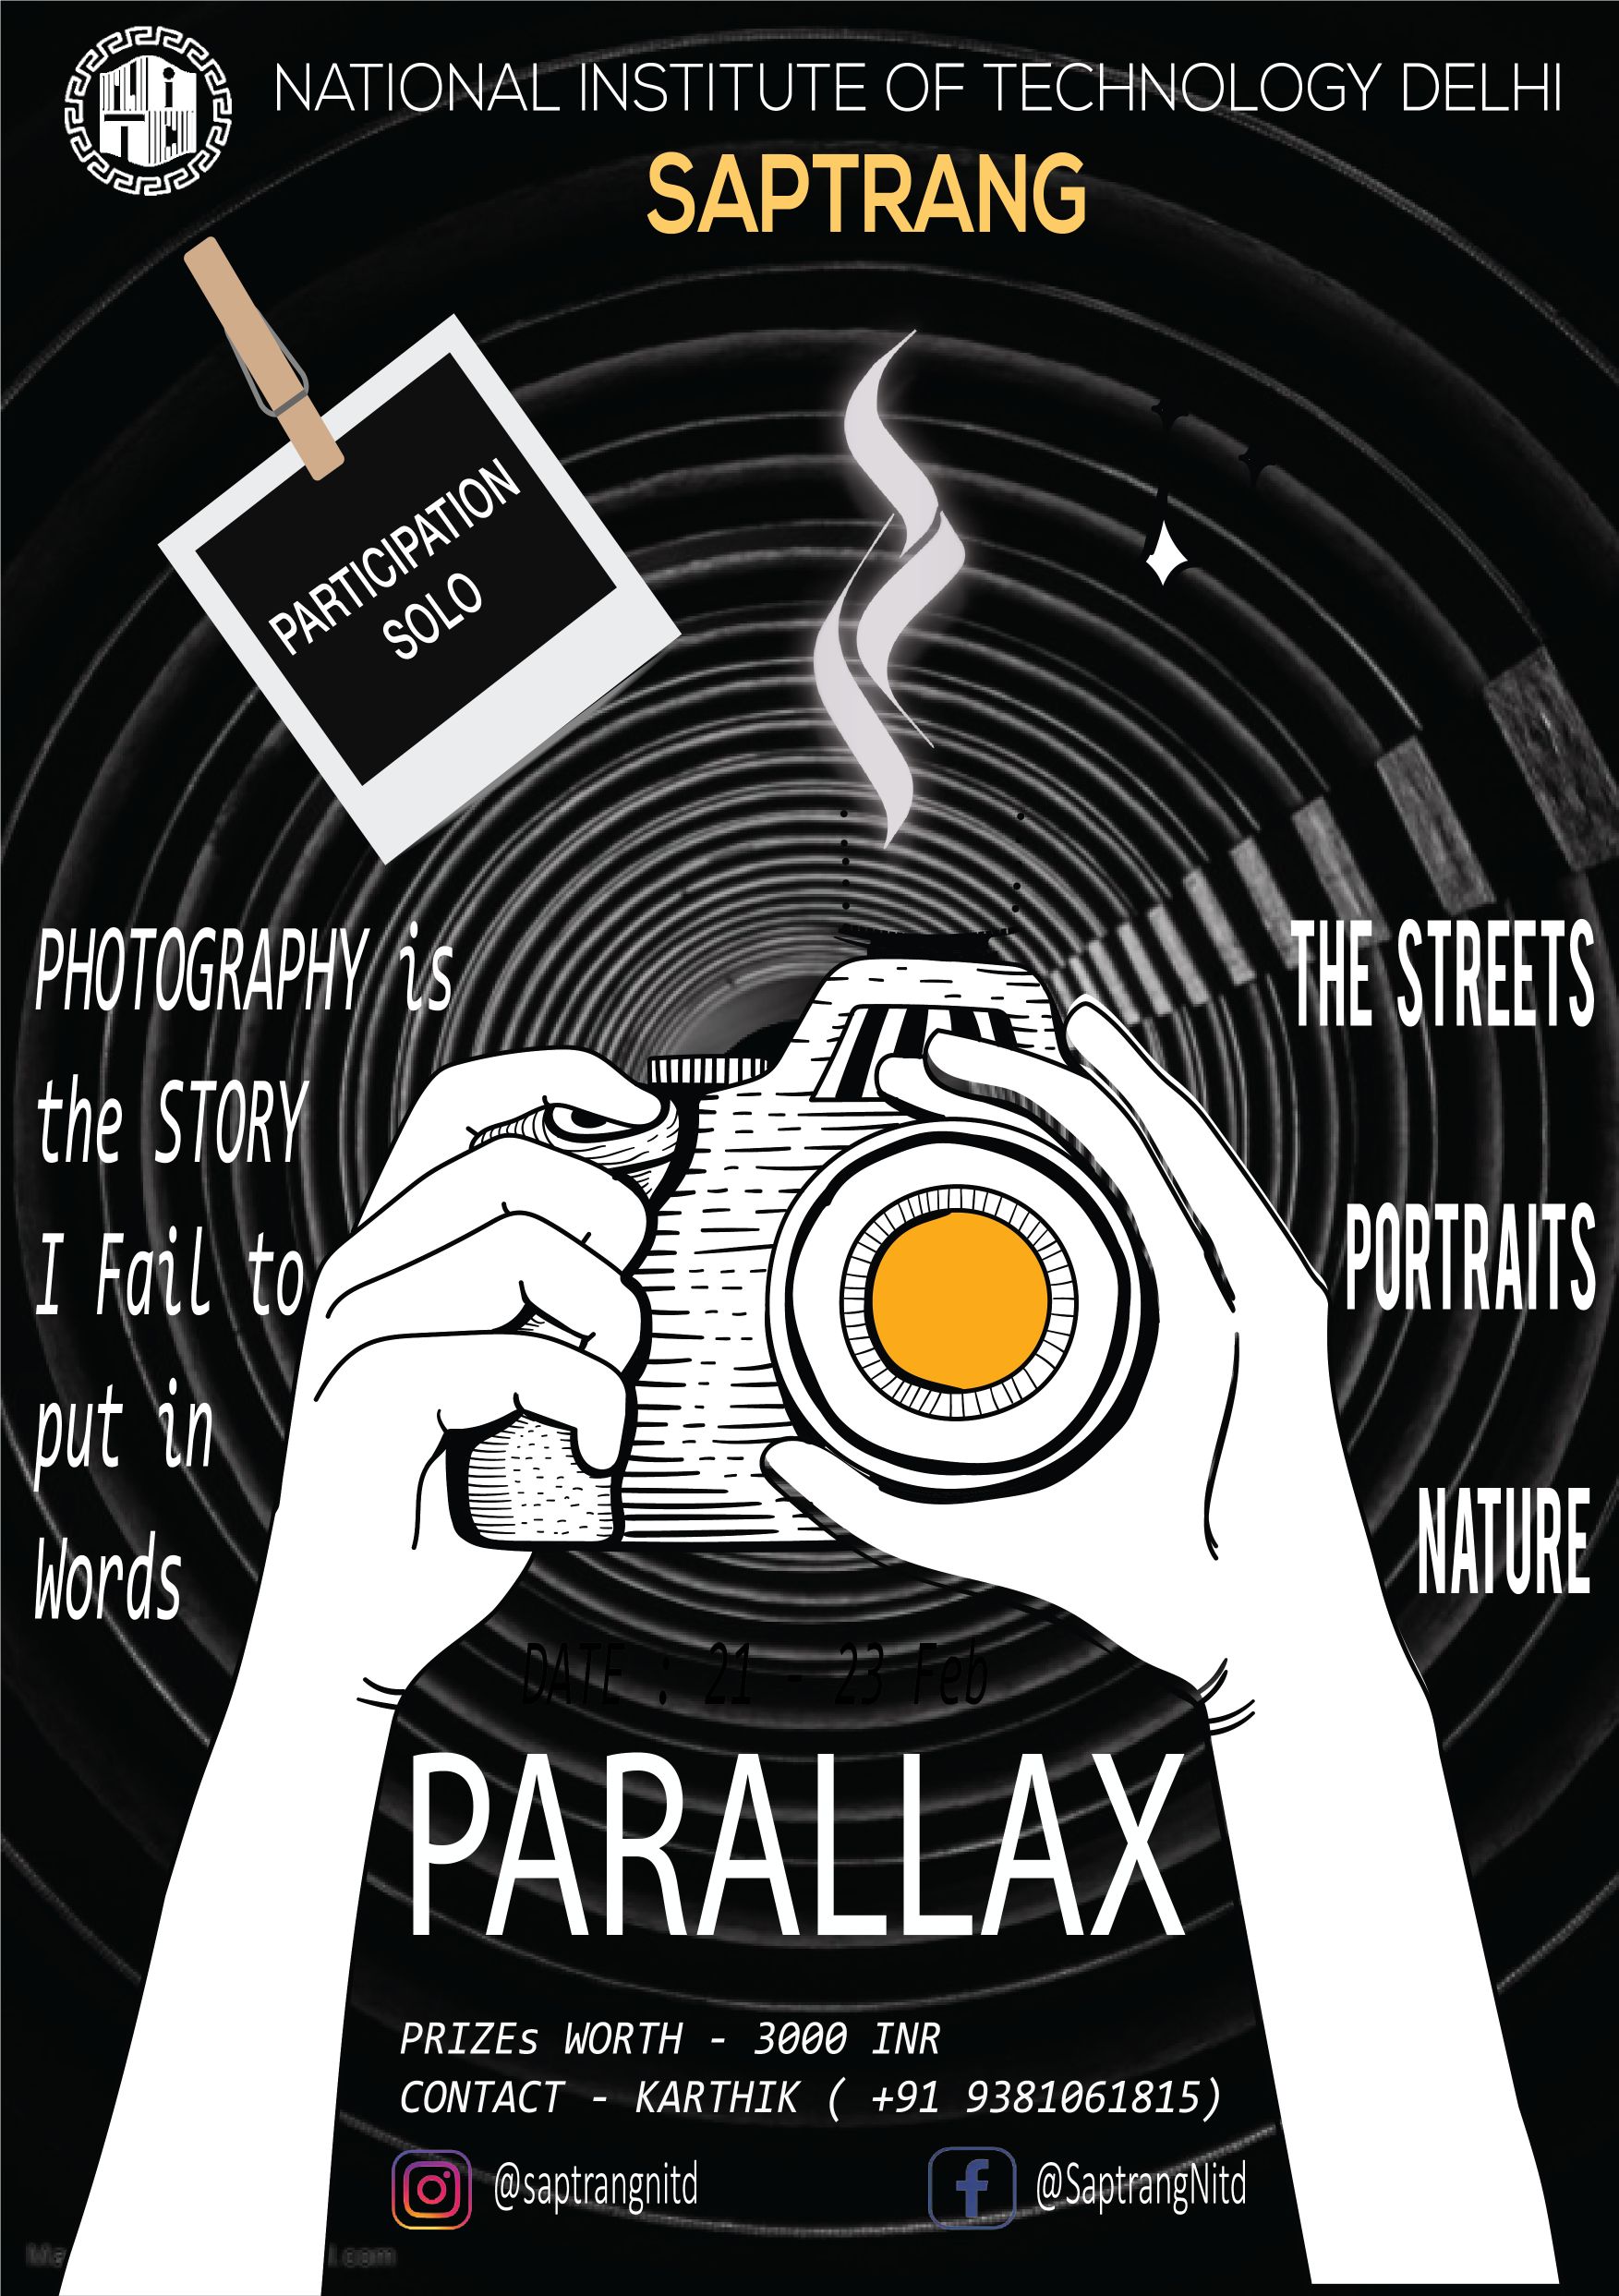 NATIONAL INSTITUTE OF TECHNOLOGY DELHI
SAPTRANG
PARTICIPATION
SOLO
PHOTOGRAPHY is
the STORY
I Fail to
put in
Words
THE STREETS
PORTRAITS
NATURE
DATE : 21 - 23 Feb
PARALLAX
PRIZEs WORTH - 3000 INR
CONTACT - KARTHIK ( +91 9381061815)
@saptrangnitd
@SaptrangNitd